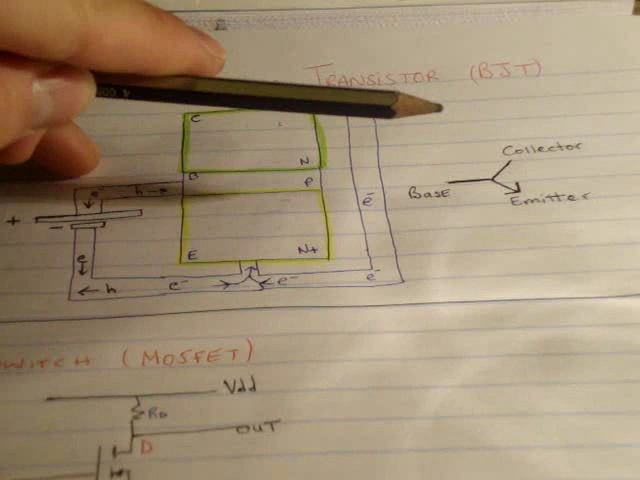 TRANSISTOR (BJT)
C
N
B
P
E
N+
+
−
e⁻
h
e
h
e⁻
e⁻
e⁻
e⁻
Collector
Base
Emitter
SWITCH (MOSFET)
Vdd
RD
OUT
D